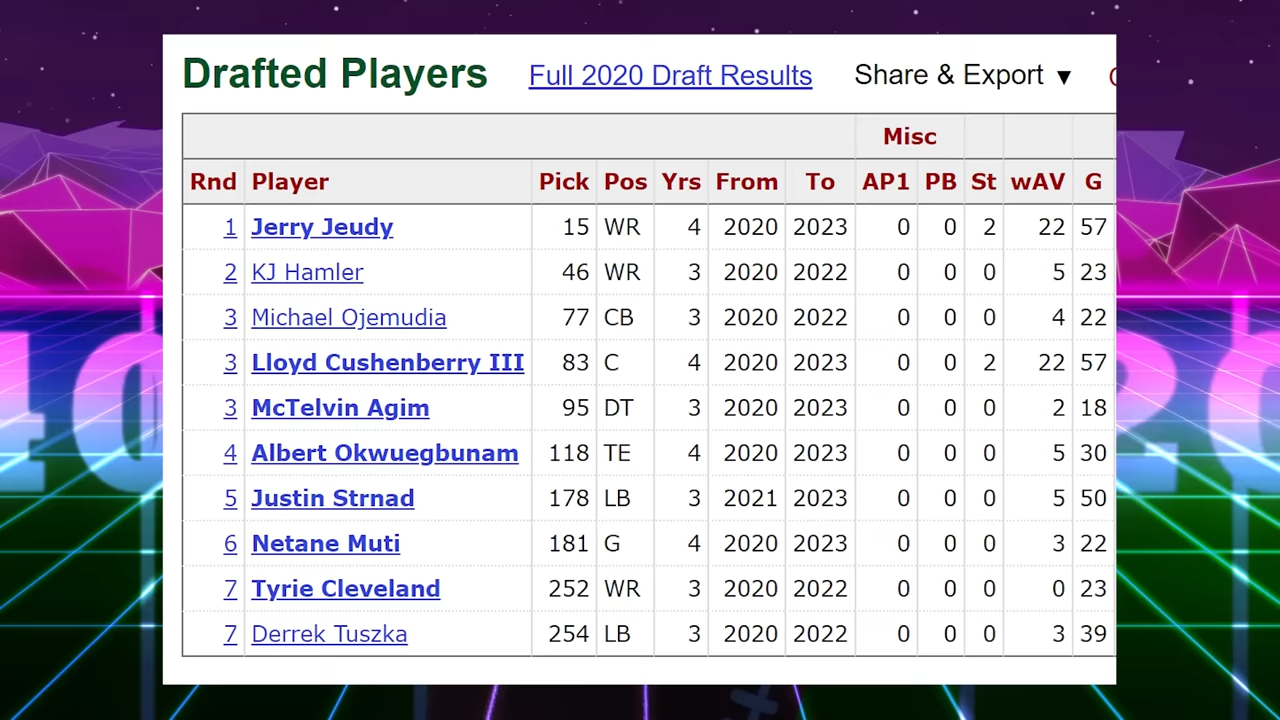 Drafted Players Full 2020 Draft Results Share & Export ▼
Misc
Rnd Player Pick Pos Yrs From To AP1 PB St wAV G
1 Jerry Jeudy 15 WR 4 2020 2023 0 0 2 22 57
2 KJ Hamler 46 WR 3 2020 2022 0 0 0 5 23
3 Michael Ojemudia 77 CB 3 2020 2022 0 0 0 4 22
3 Lloyd Cushenberry III 83 C 4 2020 2023 0 0 2 22 57
3 McTelvin Agim 95 DT 3 2020 2023 0 0 0 2 18
4 Albert Okwuegbunam 118 TE 4 2020 2023 0 0 0 5 30
5 Justin Strnad 178 LB 3 2021 2023 0 0 0 5 50
6 Netane Muti 181 G 4 2020 2023 0 0 0 3 22
7 Tyrie Cleveland 252 WR 3 2020 2022 0 0 0 0 23
7 Derrek Tuszka 254 LB 3 2020 2022 0 0 0 3 39